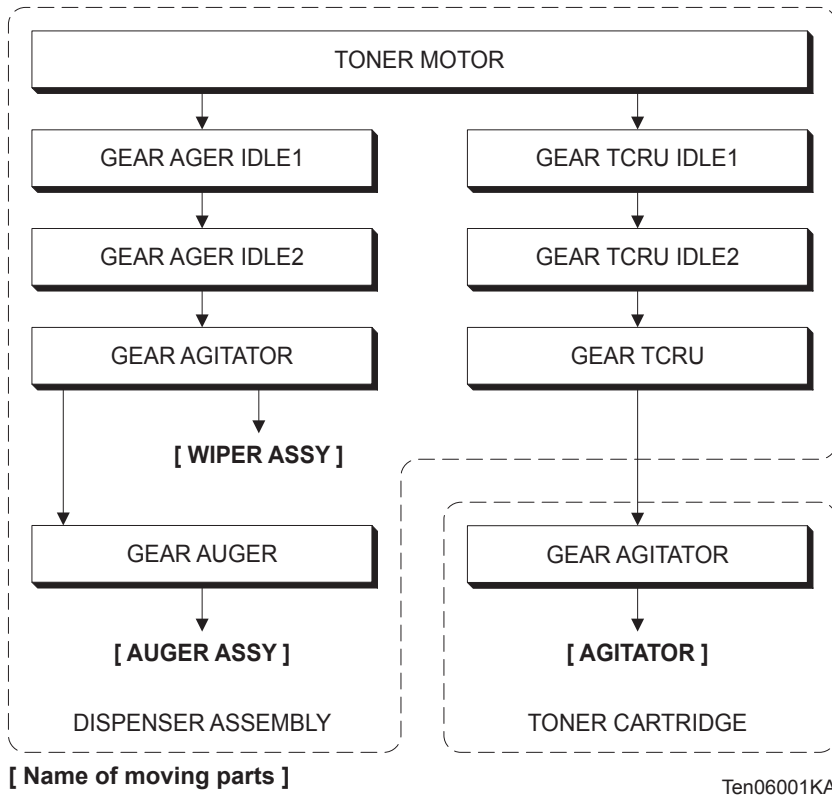 TONER MOTOR
GEAR AGER IDLE1
GEAR TCRU IDLE1
GEAR AGER IDLE2
GEAR TCRU IDLE2
GEAR AGITATOR
GEAR TCRU
[ WIPER ASSY ]
GEAR AUGER
GEAR AGITATOR
[ AUGER ASSY ]
[ AGITATOR ]
DISPENSER ASSEMBLY
TONER CARTRIDGE
[ Name of moving parts ]
Ten06001KA